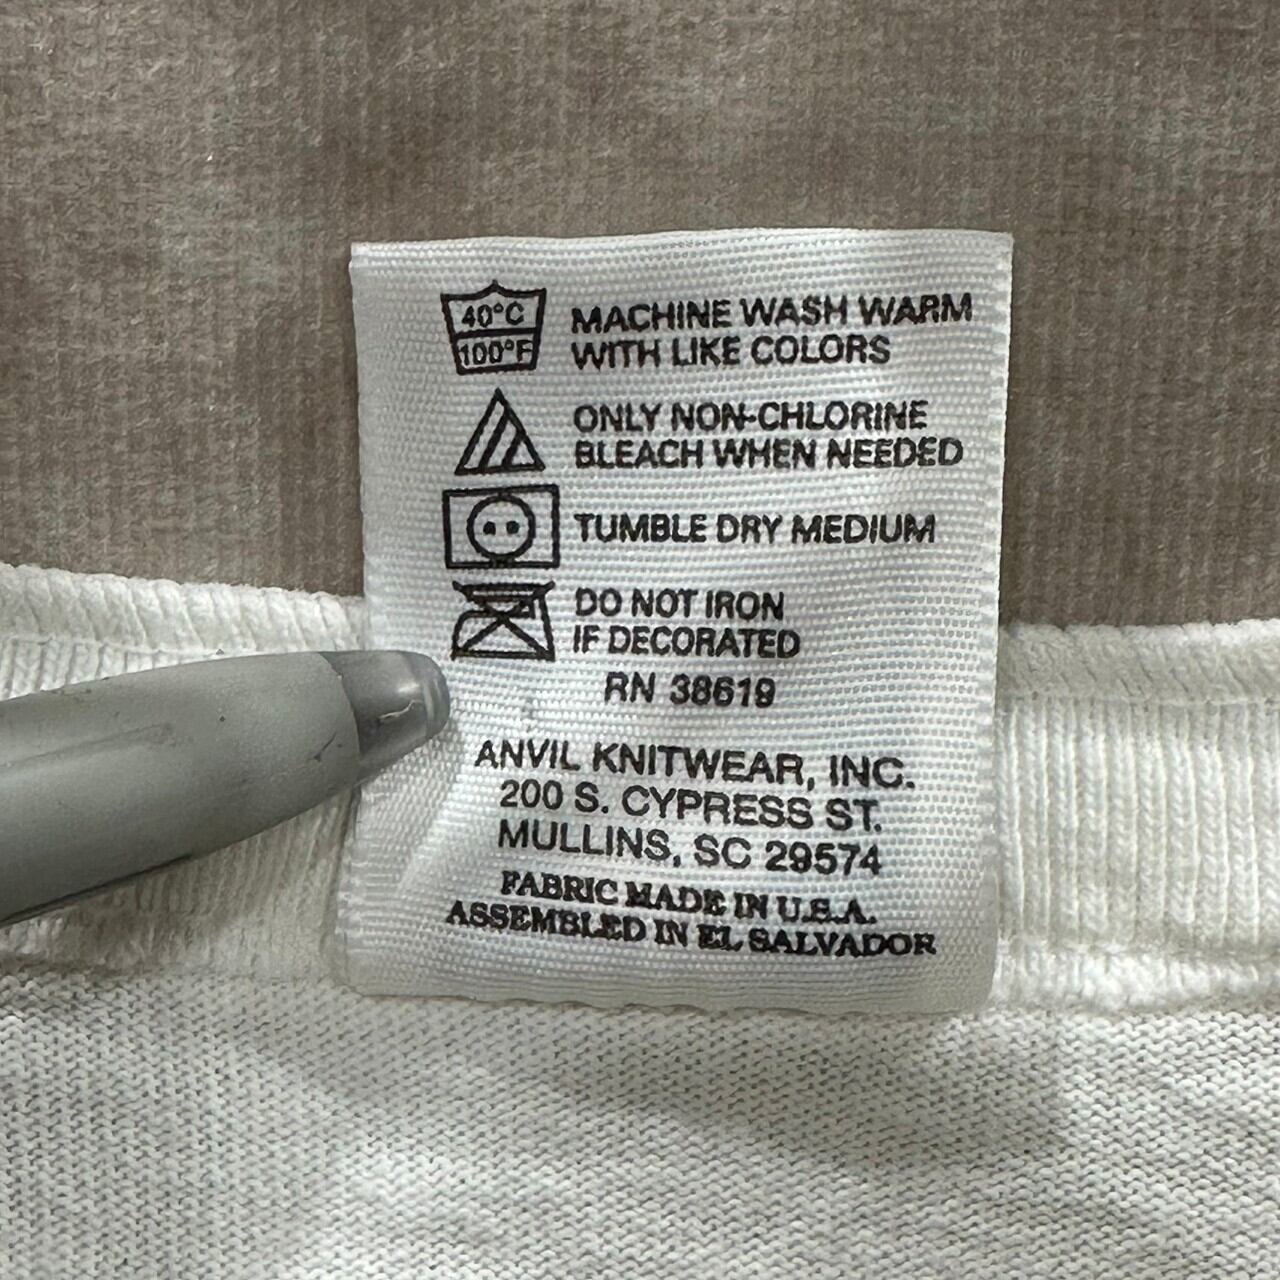 40°C
100°F
MACHINE WASH WARM
WITH LIKE COLORS
ONLY NON-CHLORINE
BLEACH WHEN NEEDED
TUMBLE DRY MEDIUM
DO NOT IRON
IF DECORATED
RN 38619
ANVIL KNITWEAR, INC.
200 S. CYPRESS ST.
MULLINS, SC 29574
FABRIC MADE IN U.S.A.
ASSEMBLED IN EL SALVADOR